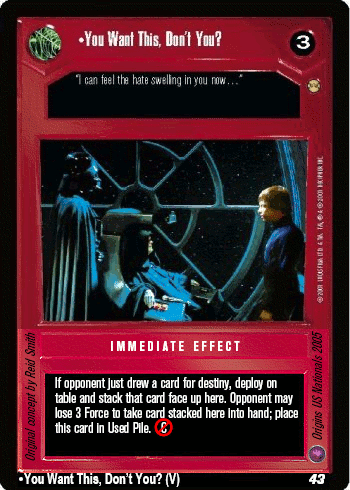 •You Want This, Don't You?
3
"I can feel the hate swelling in you now..."
IMMEDIATE EFFECT
If opponent just drew a card for destiny, deploy on
table and stack that card face up here. Opponent may
lose 3 Force to take card stacked here into hand; place
this card in Used Pile.
Original concept by Reid Smith
Origins US Nationals 2005
•You Want This, Don't You? (V)
43